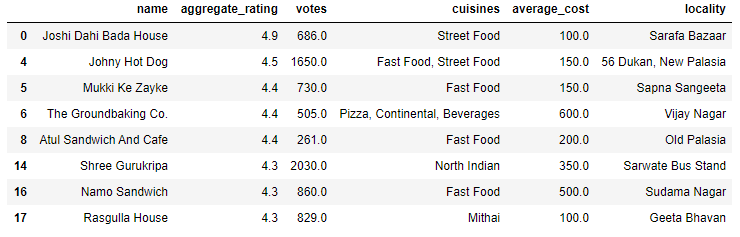 name aggregate_rating votes cuisines average_cost locality
0 Joshi Dahi Bada House 4.9 686.0 Street Food 100.0 Sarafa Bazaar
4 Johny Hot Dog 4.5 1650.0 Fast Food, Street Food 150.0 56 Dukan, New Palasia
5 Mukki Ke Zayke 4.4 730.0 Fast Food 150.0 Sapna Sangeeta
6 The Groundbaking Co. 4.4 505.0 Pizza, Continental, Beverages 600.0 Vijay Nagar
8 Atul Sandwich And Cafe 4.4 261.0 Fast Food 200.0 Old Palasia
14 Shree Gurukripa 4.3 2030.0 North Indian 350.0 Sarwate Bus Stand
16 Namo Sandwich 4.3 860.0 Fast Food 500.0 Sudama Nagar
17 Rasgulla House 4.3 829.0 Mithai 100.0 Geeta Bhavan